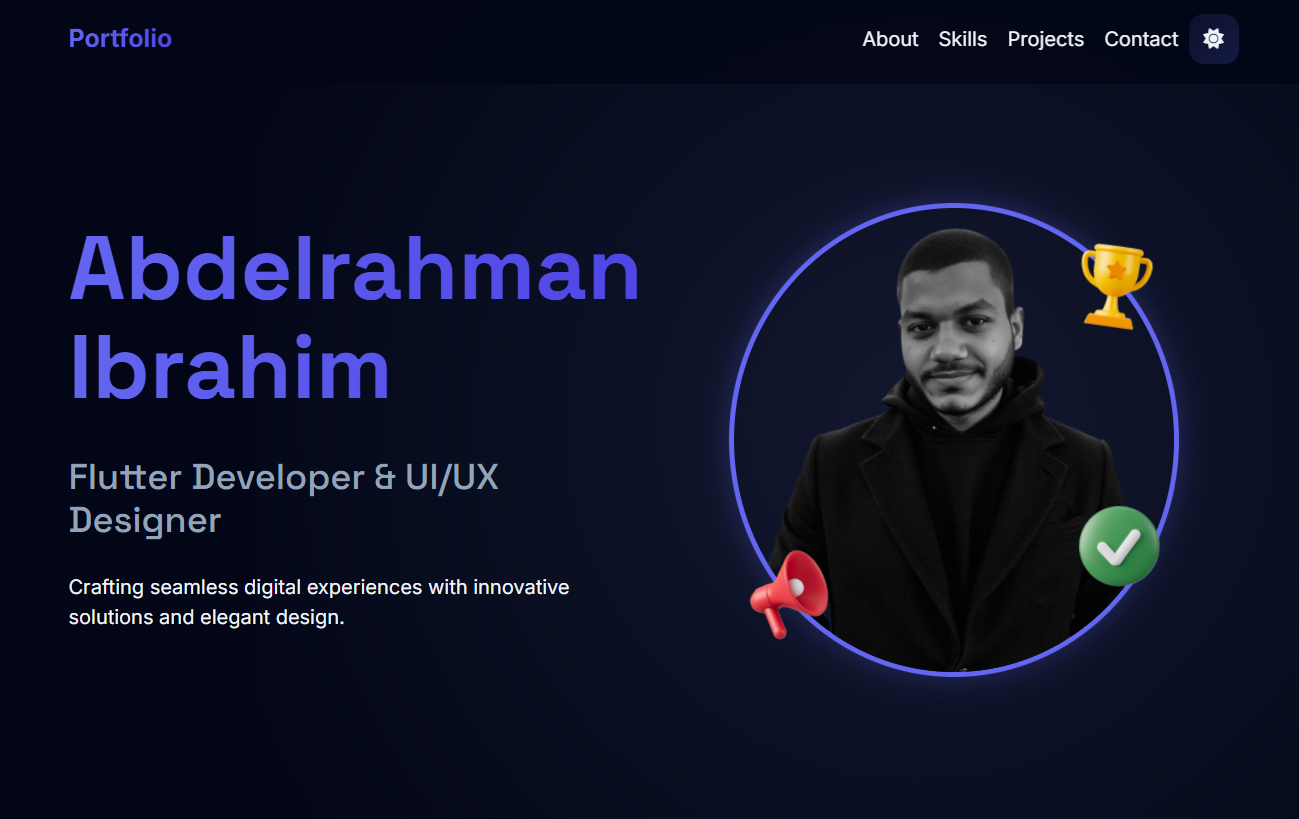 Portfolio
About Skills Projects Contact
Abdelrahman
Ibrahim
Flutter Developer & UI/UX
Designer
Crafting seamless digital experiences with innovative
solutions and elegant design.